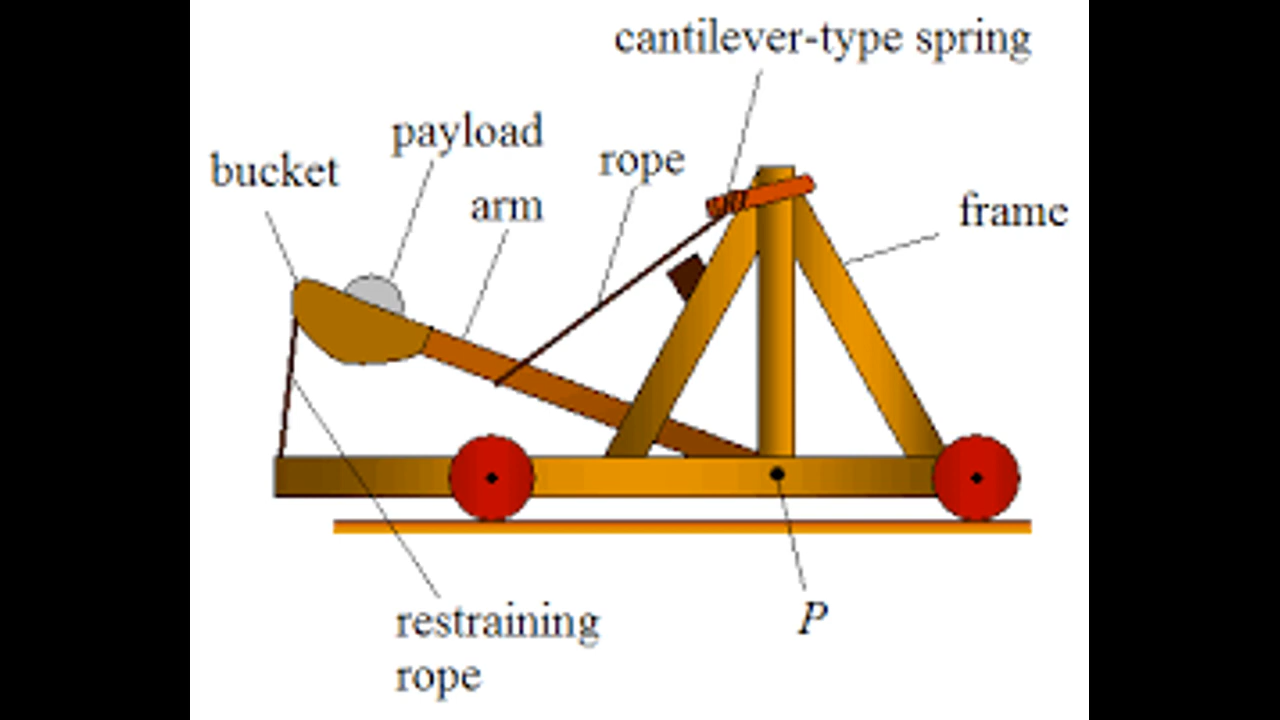 cantilever-type spring
payload
rope
bucket
arm
frame
restraining
rope
P